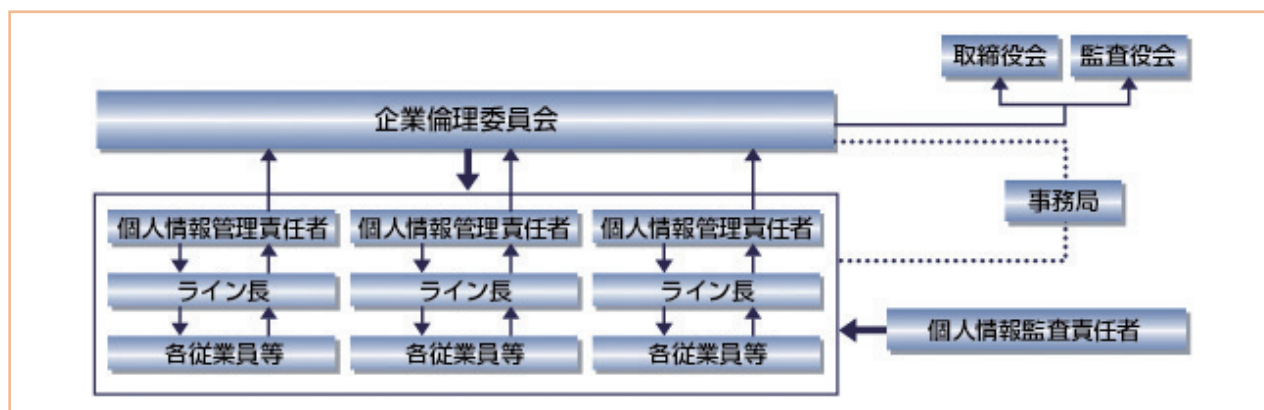 取締役会 監査役会
企業倫理委員会
事務局
個人情報管理責任者 個人情報管理責任者 個人情報管理責任者
ライン長 ライン長 ライン長
各従業員等 各従業員等 各従業員等
個人情報監査責任者